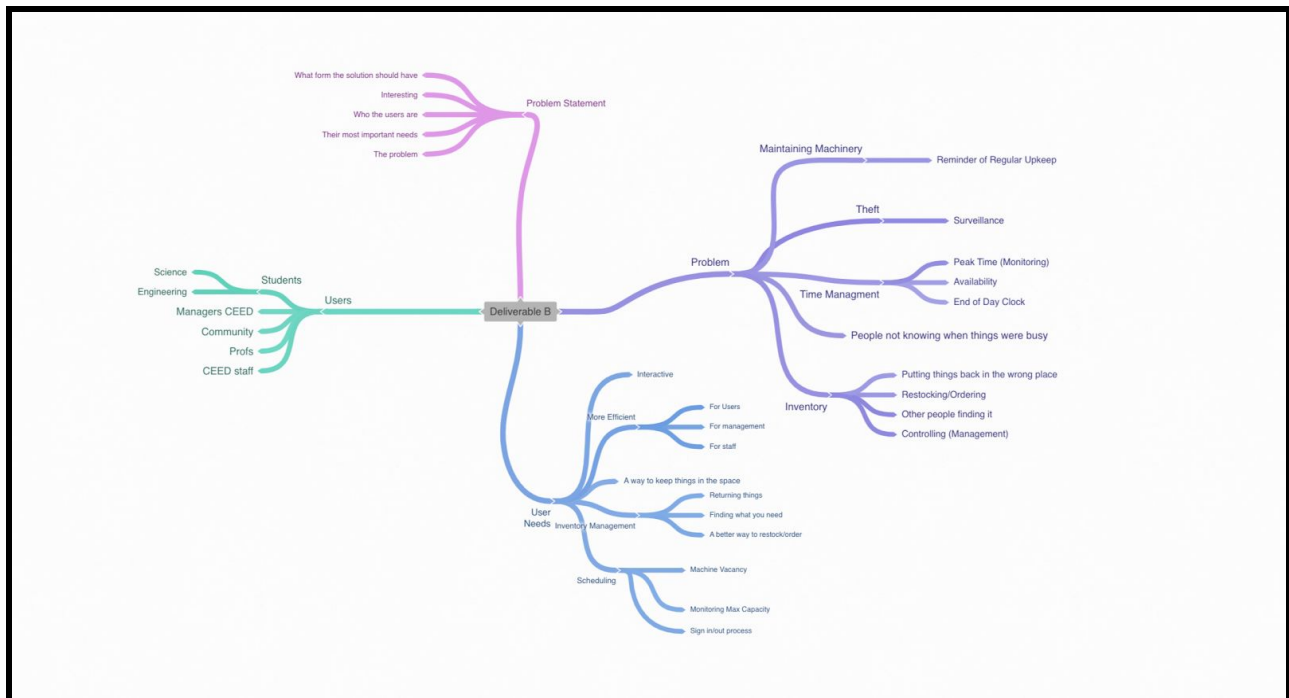 What form the solution should have
Interesting
Who the users are
Their most important needs
The problem
Problem Statement
Science
Engineering
Students
Managers CEED
Community
Profs
CEED staff
Users
Deliverable B
Problem
Maintaining Machinery
Reminder of Regular Upkeep
Theft
Surveillance
Time Managment
Peak Time (Monitoring)
Availability
End of Day Clock
People not knowing when things were busy
Inventory
Putting things back in the wrong place
Restocking/Ordering
Other people finding it
Controlling (Management)
User
Needs
Interactive
More Efficient
For Users
For management
For staff
A way to keep things in the space
Inventory Management
Returning things
Finding what you need
A better way to restock/order
Scheduling
Machine Vacancy
Monitoring Max Capacity
Sign in/out process